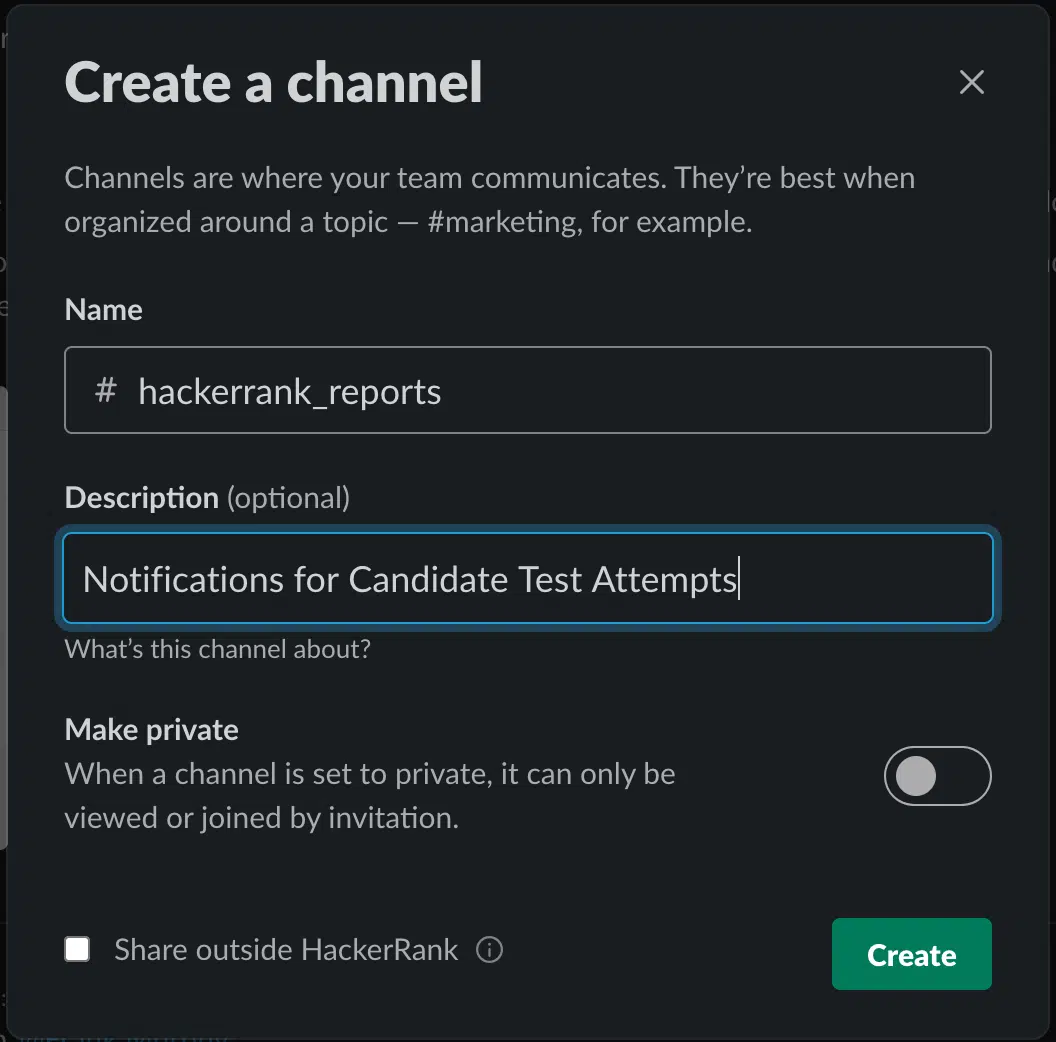 Create a channel
Channels are where your team communicates. They’re best when
organized around a topic — #marketing, for example.
Name
# hackerrank_reports
Description (optional)
Notifications for Candidate Test Attempts
What’s this channel about?
Make private
When a channel is set to private, it can only be
viewed or joined by invitation.
Share outside HackerRank
Create